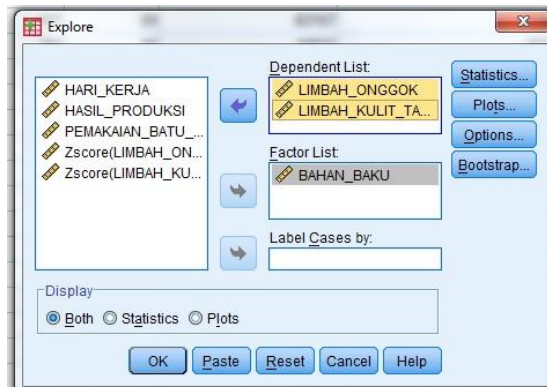 Explore
HARI_KERJA
HASIL_PRODUKSI
PEMAKAIAN_BATU_...
Zscore(LIMBAH_ON...
Zscore(LIMBAH_KU...
Dependent List:
LIMBAH_ONGGOK
LIMBAH_KULIT_TA...
Factor List:
BAHAN_BAKU
Label Cases by:
Statistics...
Plots...
Options...
Bootstrap...
Display
Both Statistics Plots
OK Paste Reset Cancel Help